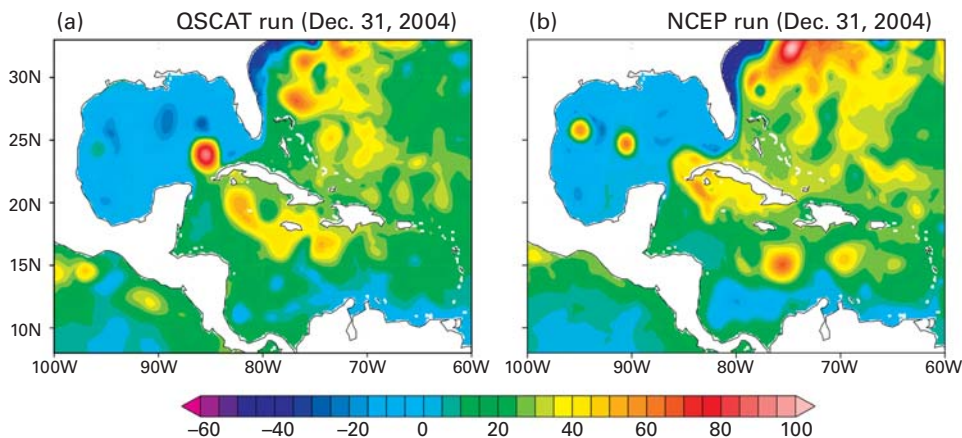 (a) QSCAT run (Dec. 31, 2004)
(b) NCEP run (Dec. 31, 2004)
30N
25N
20N
15N
10N
100W 90W 80W 70W 60W
100W 90W 80W 70W 60W
−60 −40 −20 0 20 40 60 80 100